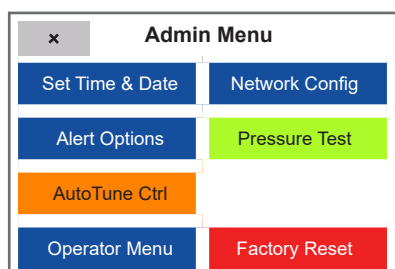 × Admin Menu
Set Time & Date Network Config
Alert Options Pressure Test
AutoTune Ctrl
Operator Menu Factory Reset